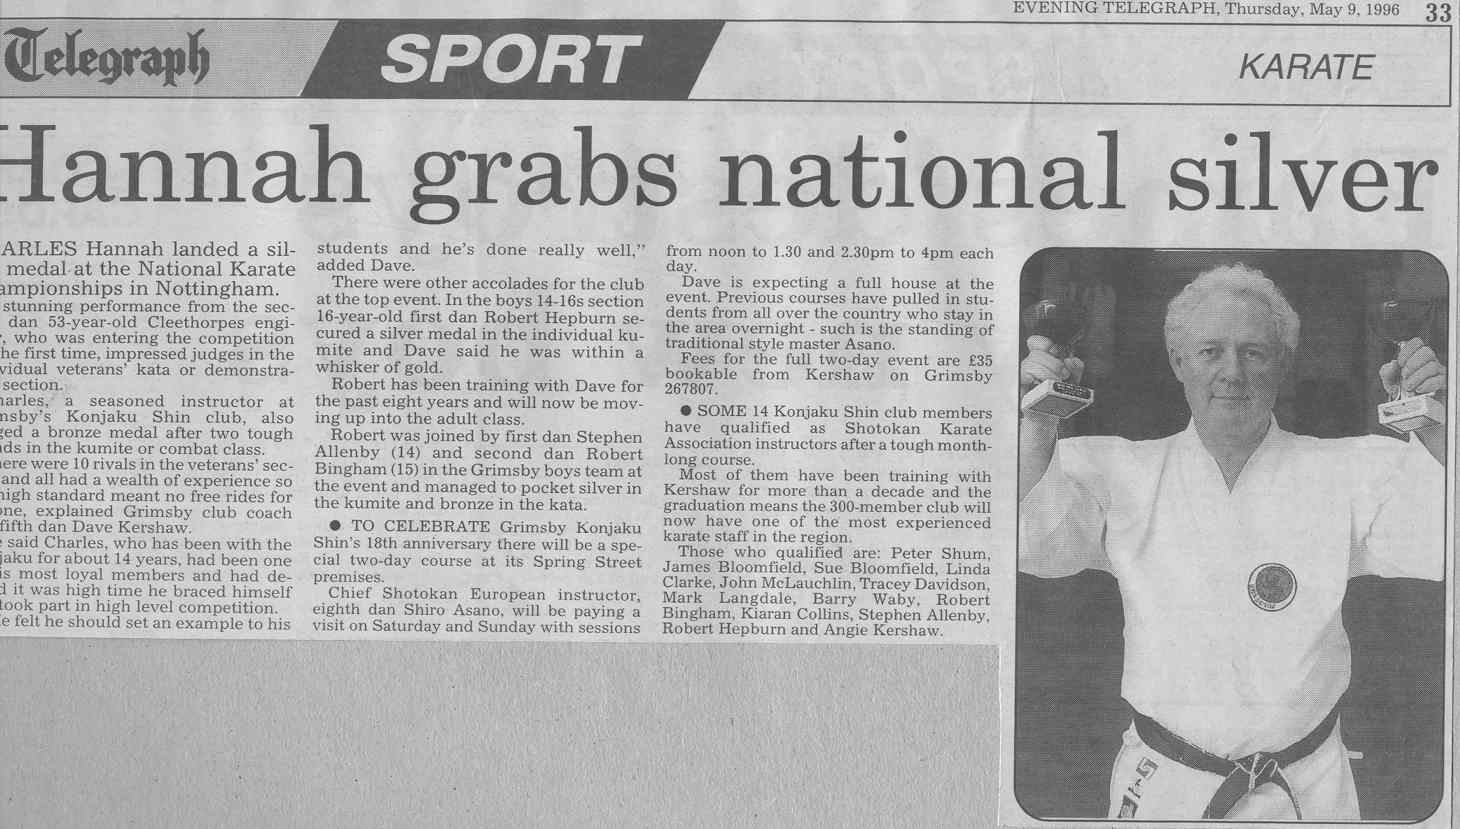 EVENING TELEGRAPH, Thursday, May 9, 1996 33
Telegraph
SPORT
KARATE
Hannah grabs national silver
ARLES Hannah landed a sil-
medal at the National Karate
ampionships in Nottingham.
stunning performance from the sec-
dan 53-year-old Cleethorpes engi-
, who was entering the competition
he first time, impressed judges in the
vidual veterans' kata or demonstra-
section.
harles, a seasoned instructor at
msby's Konjaku Shin club, also
ged a bronze medal after two tough
ds in the kumite or combat class.
here were 10 rivals in the veterans' sec-
and all had a wealth of experience so
high standard meant no free rides for
one, explained Grimsby club coach
fifth dan Dave Kershaw.
said Charles, who has been with the
jaku for about 14 years, had been one
is most loyal members and had de-
d it was high time he braced himself
took part in high level competition.
e felt he should set an example to his
students and he's done really well,"
added Dave.
There were other accolades for the club
at the top event. In the boys 14-16s section
16-year-old first dan Robert Hepburn se-
cured a silver medal in the individual ku-
mite and Dave said he was within a
whisker of gold.
Robert has been training with Dave for
the past eight years and will now be mov-
ing up into the adult class.
Robert was joined by first dan Stephen
Allenby (14) and second dan Robert
Bingham (15) in the Grimsby boys team at
the event and managed to pocket silver in
the kumite and bronze in the kata.
● TO CELEBRATE Grimsby Konjaku
Shin's 18th anniversary there will be a spe-
cial two-day course at its Spring Street
premises.
Chief Shotokan European instructor,
eighth dan Shiro Asano, will be paying a
visit on Saturday and Sunday with sessions
from noon to 1.30 and 2.30pm to 4pm each
day.
Dave is expecting a full house at the
event. Previous courses have pulled in stu-
dents from all over the country who stay in
the area overnight - such is the standing of
traditional style master Asano.
Fees for the full two-day event are £35
bookable from Kershaw on Grimsby
267807.
● SOME 14 Konjaku Shin club members
have qualified as Shotokan Karate
Association instructors after a tough month-
long course.
Most of them have been training with
Kershaw for more than a decade and the
graduation means the 300-member club will
now have one of the most experienced
karate staff in the region.
Those who qualified are: Peter Shum,
James Bloomfield, Sue Bloomfield, Linda
Clarke, John McLauchlin, Tracey Davidson,
Mark Langdale, Barry Waby, Robert
Bingham, Kiaran Collins, Stephen Allenby,
Robert Hepburn and Angie Kershaw.